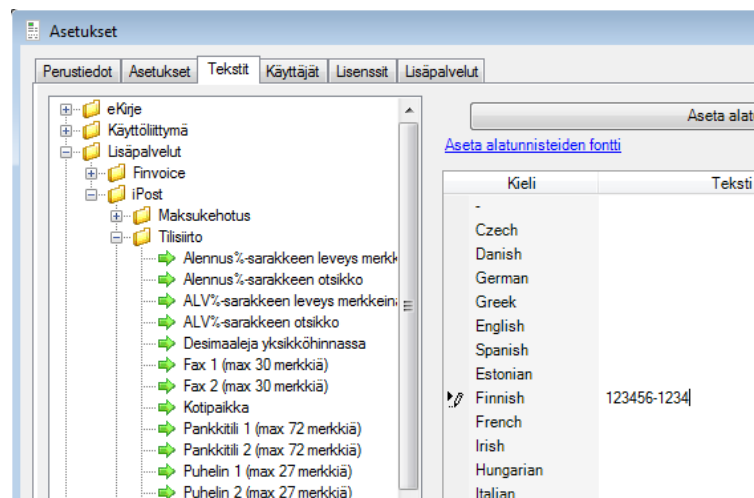 Asetukset
Perustiedot Asetukset Tekstit Käyttäjät Lisenssit Lisäpalvelut
eKirje
Käyttöliittymä
Lisäpalvelut
Finvoice
iPost
Maksukehotus
Tilisiirto
Alennus%-sarakkeen leveys merkk
Alennus%-sarakkeen otsikko
ALV%-sarakkeen leveys merkkein
ALV%-sarakkeen otsikko
Desimaaleja yksikköhinnassa
Fax 1 (max 30 merkkiä)
Fax 2 (max 30 merkkiä)
Kotipaikka
Pankkitili 1 (max 72 merkkiä)
Pankkitili 2 (max 72 merkkiä)
Puhelin 1 (max 27 merkkiä)
Puhelin 2 (max 27 merkkiä)
Aseta alat
Aseta alatunnisteiden fontti
Kieli Teksti
-
Czech
Danish
German
Greek
English
Spanish
Estonian
Finnish 123456-1234
French
Irish
Hungarian
Italian